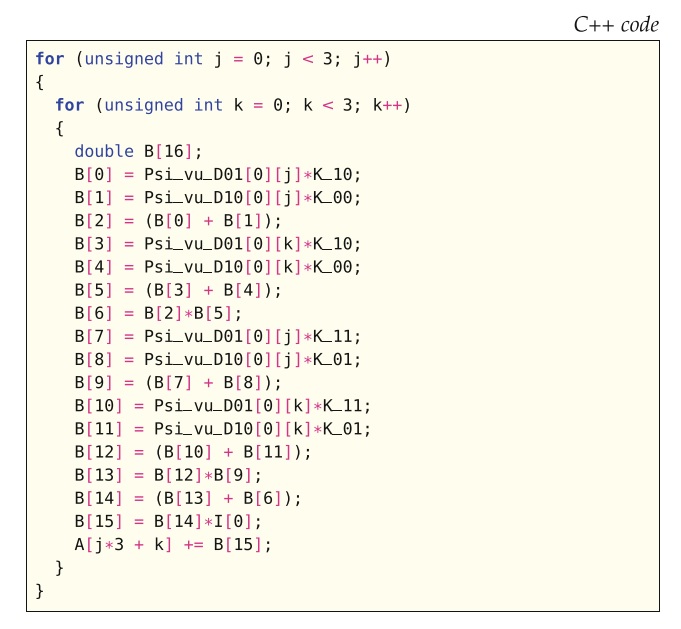 C++ code
for (unsigned int j = 0; j < 3; j++)
{
  for (unsigned int k = 0; k < 3; k++)
  {
    double B[16];
    B[0] = Psi_vu_D01[0][j]*K_10;
    B[1] = Psi_vu_D10[0][j]*K_00;
    B[2] = (B[0] + B[1]);
    B[3] = Psi_vu_D01[0][k]*K_10;
    B[4] = Psi_vu_D10[0][k]*K_00;
    B[5] = (B[3] + B[4]);
    B[6] = B[2]*B[5];
    B[7] = Psi_vu_D01[0][j]*K_11;
    B[8] = Psi_vu_D10[0][j]*K_01;
    B[9] = (B[7] + B[8]);
    B[10] = Psi_vu_D01[0][k]*K_11;
    B[11] = Psi_vu_D10[0][k]*K_01;
    B[12] = (B[10] + B[11]);
    B[13] = B[12]*B[9];
    B[14] = (B[13] + B[6]);
    B[15] = B[14]*I[0];
    A[j*3 + k] += B[15];
  }
}